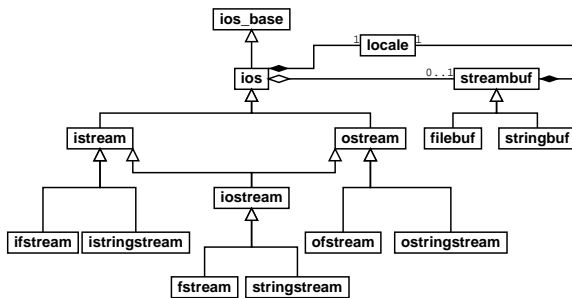 ios_base
1 locale 1
ios 0..1 streambuf
istream ostream filebuf stringbuf
iostream
ifstream istringstream ofstream ostringstream
fstream stringstream